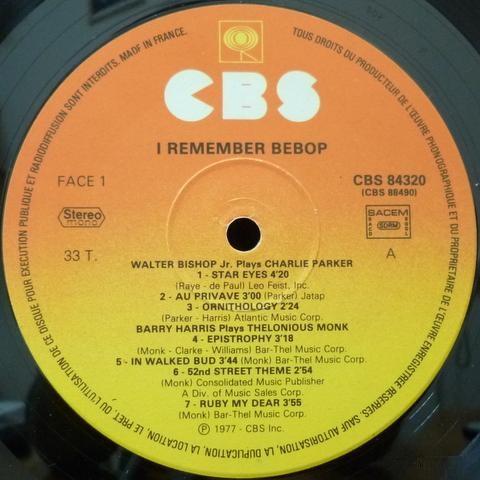 CBS
I REMEMBER BEBOP
FACE 1
CBS 84320
(CBS 88490)
Stereo
mono
SACEM
SDRM
33 T.
A
WALTER BISHOP Jr. Plays CHARLIE PARKER
1 - STAR EYES 4'20
(Raye - de Paul) Leo Feist, Inc.
2 - AU PRIVAVE 3'00 (Parker) Jatap
3 - ORNITHOLOGY 2'24
(Parker - Harris) Atlantic Music Corp.
BARRY HARRIS Plays THELONIOUS MONK
4 - EPISTROPHY 3'18
(Monk - Clarke - Williams) Bar-Thel Music Corp.
5 - IN WALKED BUD 3'44 (Monk) Bar-Thel Music Corp.
6 - 52nd STREET THEME 2'54
(Monk) Consolidated Music Publisher
A Div. of Music Sales Corp.
7 - RUBY MY DEAR 3'55
(Monk) Bar-Thel Music Corp.
℗ 1977 - CBS Inc.
TOUS DROITS DU PRODUCTEUR DE L'ŒUVRE PHONOGRAPHIQUE ET DU PROPRIÉTAIRE DE L'ŒUVRE ENREGISTRÉE RESERVES. SAUF AUTORISATION, LA DUPLICATION, LA LOCATION, LE PRET, OU L'UTILISATION DE CE DISQUE POUR EXECUTION PUBLIQUE ET RADIODIFFUSION SONT INTERDITS. MADE IN FRANCE.